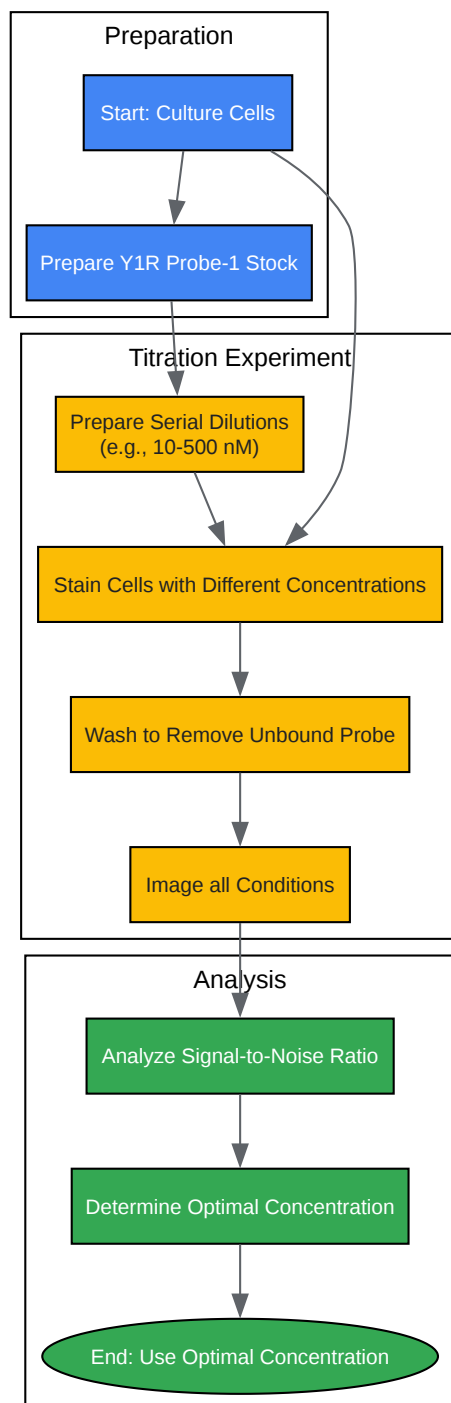 Preparation
Start: Culture Cells
Prepare Y1R Probe-1 Stock
Titration Experiment
Prepare Serial Dilutions
(e.g., 10-500 nM)
Stain Cells with Different Concentrations
Wash to Remove Unbound Probe
Image all Conditions
Analysis
Analyze Signal-to-Noise Ratio
Determine Optimal Concentration
End: Use Optimal Concentration